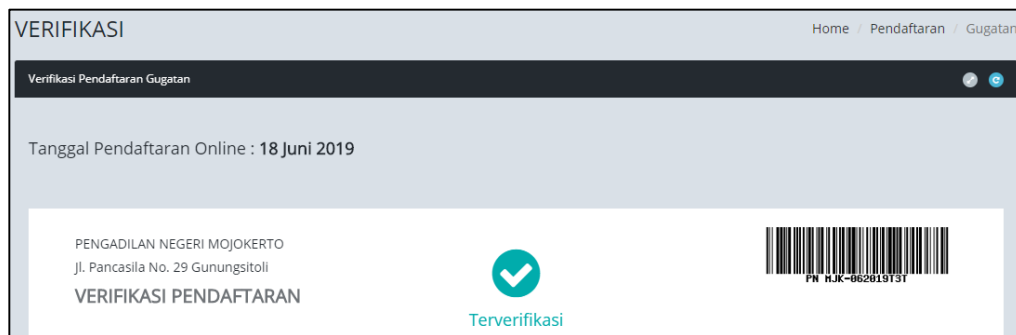 VERIFIKASI
Home / Pendaftaran / Gugatan
Verifikasi Pendaftaran Gugatan
Tanggal Pendaftaran Online : 18 Juni 2019
PENGADILAN NEGERI MOJOKERTO
Jl. Pancasila No. 29 Gunungsitoli
VERIFIKASI PENDAFTARAN
Terverifikasi
PN MJK-062019T3T